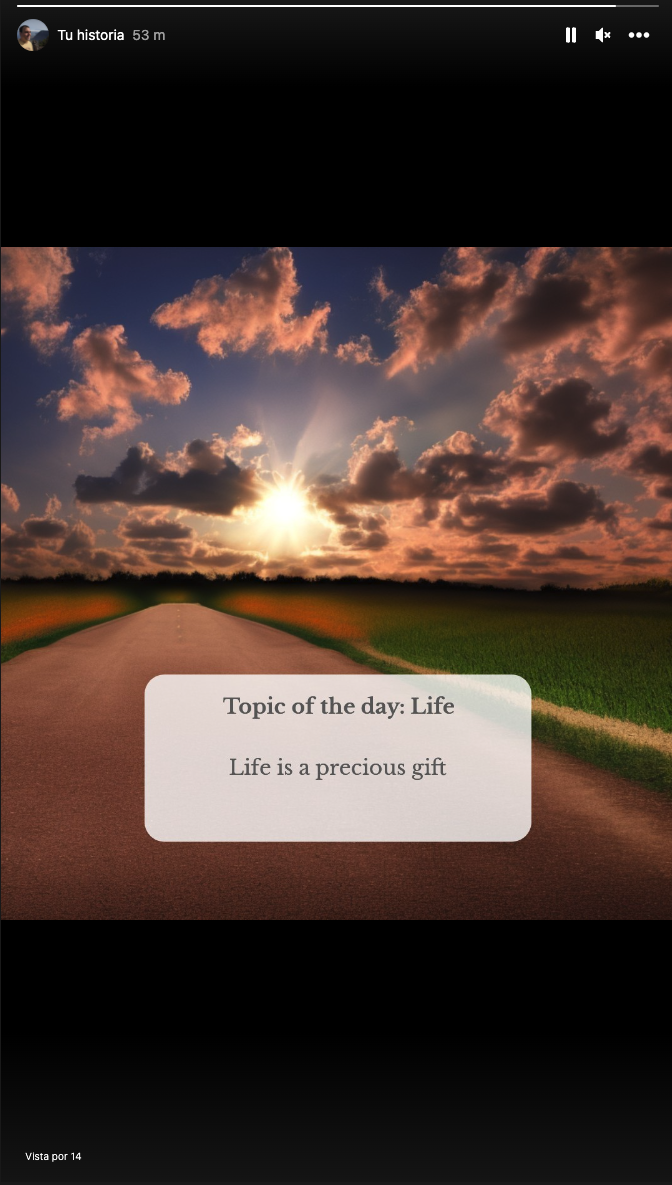 Tu historia 53 m
Topic of the day: Life
Life is a precious gift
Vista por 14